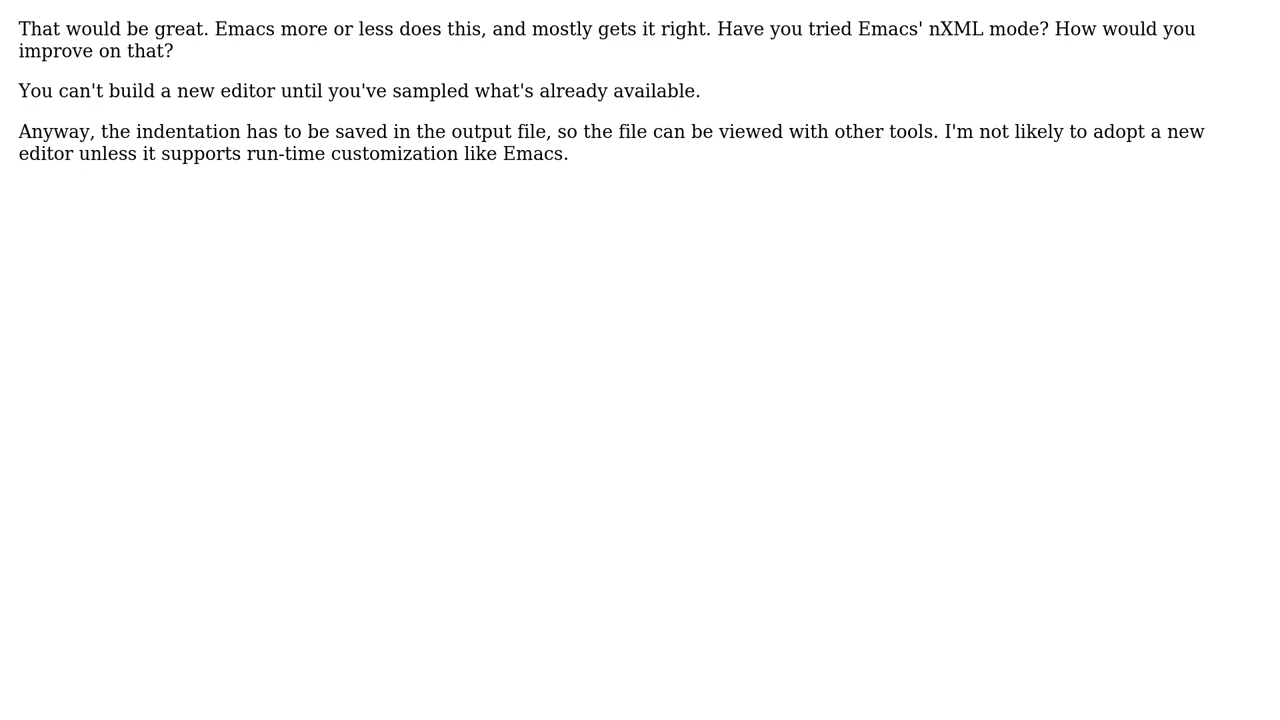 That would be great. Emacs more or less does this, and mostly gets it right. Have you tried Emacs' nXML mode? How would you
improve on that?
You can't build a new editor until you've sampled what's already available.
Anyway, the indentation has to be saved in the output file, so the file can be viewed with other tools. I'm not likely to adopt a new
editor unless it supports run-time customization like Emacs.